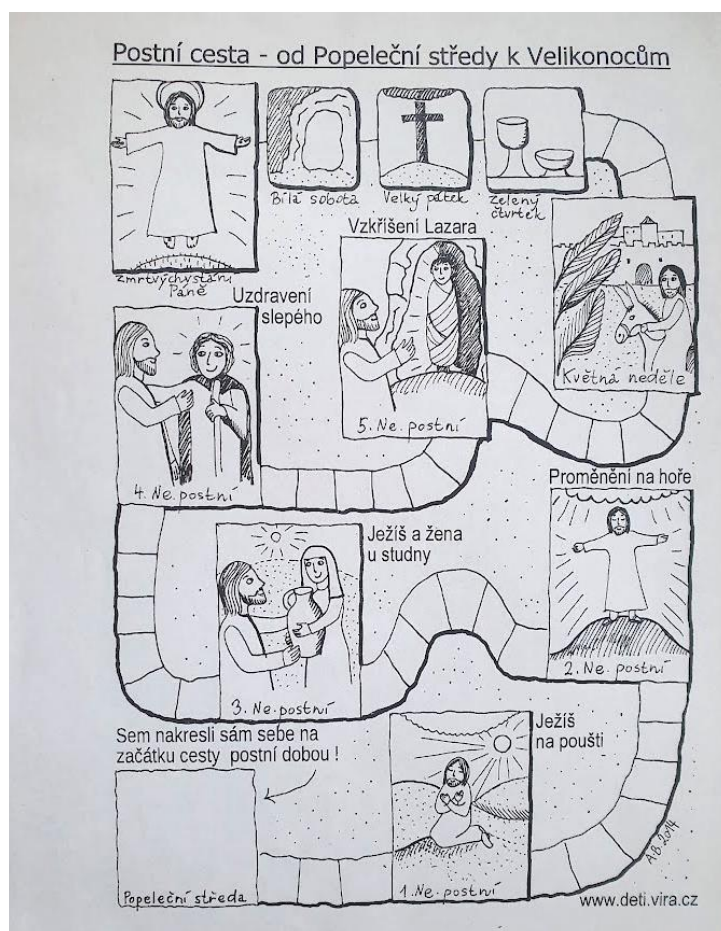 Postní cesta - od Popeleční středy k Velikonocům
Bílá sobota
Velký pátek
Zelený
čtvrtek
Zmrtvýchvstání
Páně
Vzkříšení Lazara
Uzdravení
slepého
Květná neděle
5. Ne. postní
4. Ne. postní
Proměnění na hoře
Ježíš a žena
u studny
2. Ne. postní
3. Ne. postní
Sem nakresli sám sebe na
začátku cesty postní dobou !
Ježíš
na poušti
Popeleční středa
1. Ne. postní
A.B. 2014
www.deti.vira.cz